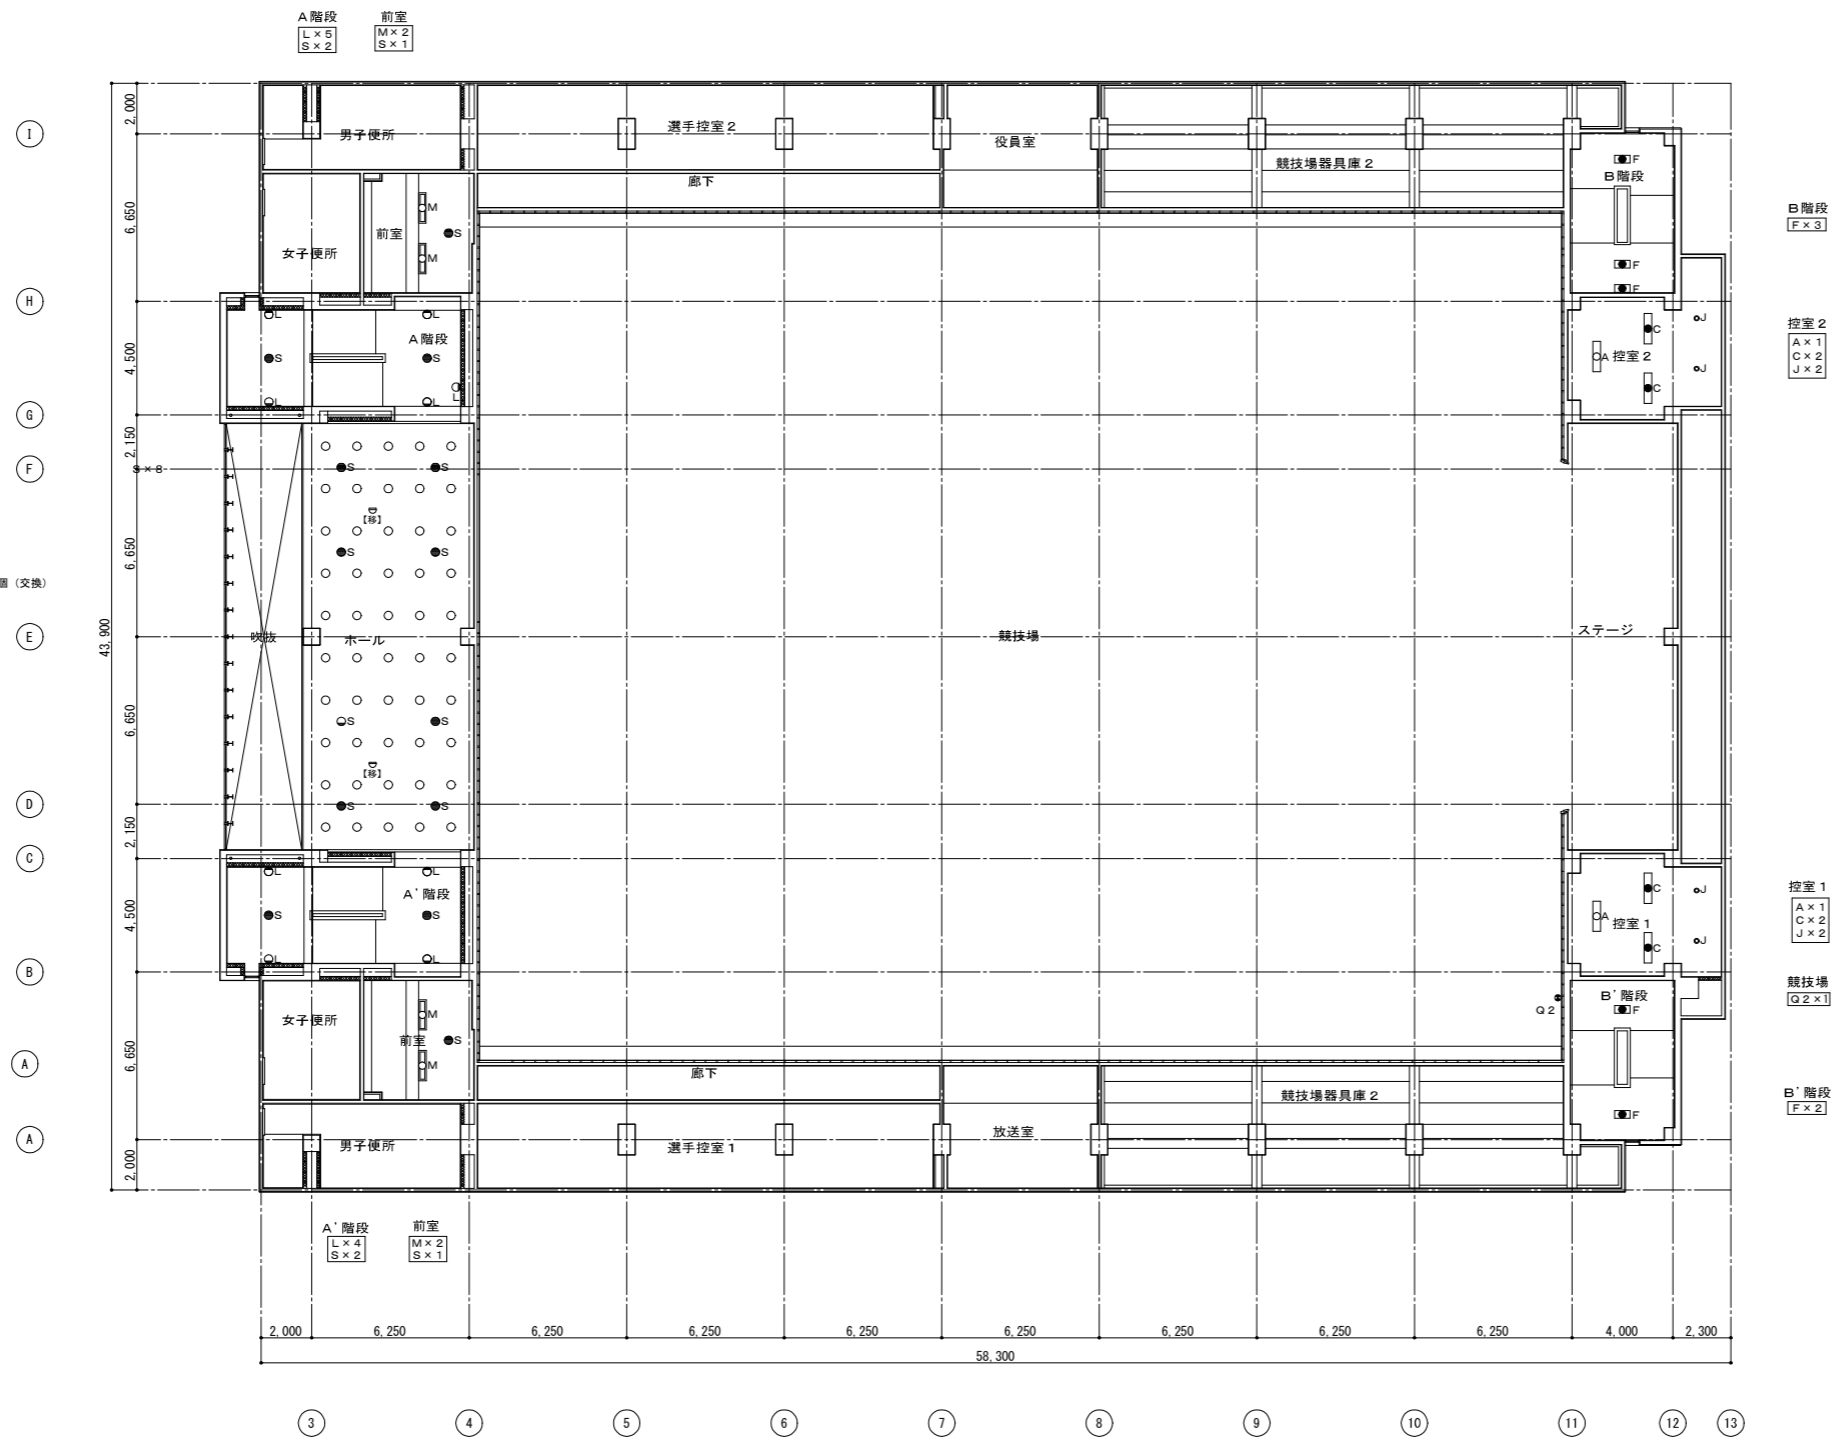 A階段
L×5
S×2
前室
M×2
S×1
2,000
I
男子便所
選手控室2
役員室
競技場器具庫2
F
B階段
廊下
6,650
M
S
前室
M
女子便所
F
F
B階段
F×3
H
L
L
A階段
S
S
L
L
L
4,500
J
C
A
控室2
J
C
控室2
A×1
C×2
J×2
G
2,150
F
S×8
S
S
【移】
S
S
6,650
個（交換）
43,900
E
吹抜
ホール
競技場
ステージ
6,650
S
S
【移】
D
S
S
2,150
C
L
L
A'階段
S
S
L
L
4,500
C
J
A
控室1
C
J
控室1
A×1
C×2
J×2
B
競技場
Q2×1
Q2
B'階段
F
女子便所
M
前室
S
M
6,650
A
廊下
競技場器具庫2
F
B'階段
F×2
A
男子便所
選手控室1
放送室
2,000
A'階段
L×4
S×2
前室
M×2
S×1
2,000
6,250
6,250
6,250
6,250
6,250
6,250
6,250
6,250
4,000
2,300
58,300
3
4
5
6
7
8
9
10
11
12
13